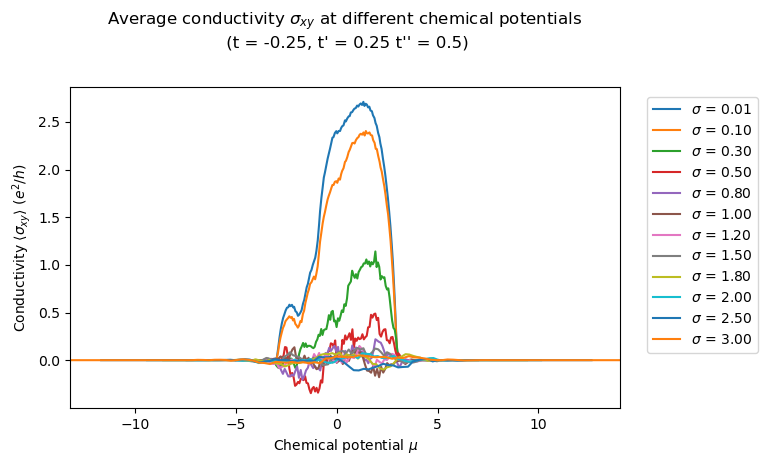 Average conductivity σxy at different chemical potentials
(t = -0.25, t' = 0.25 t'' = 0.5)
Conductivity ⟨σxy⟩ (e²/h)
2.5
2.0
1.5
1.0
0.5
0.0
−10
−5
0
5
10
Chemical potential μ
σ = 0.01
σ = 0.10
σ = 0.30
σ = 0.50
σ = 0.80
σ = 1.00
σ = 1.20
σ = 1.50
σ = 1.80
σ = 2.00
σ = 2.50
σ = 3.00